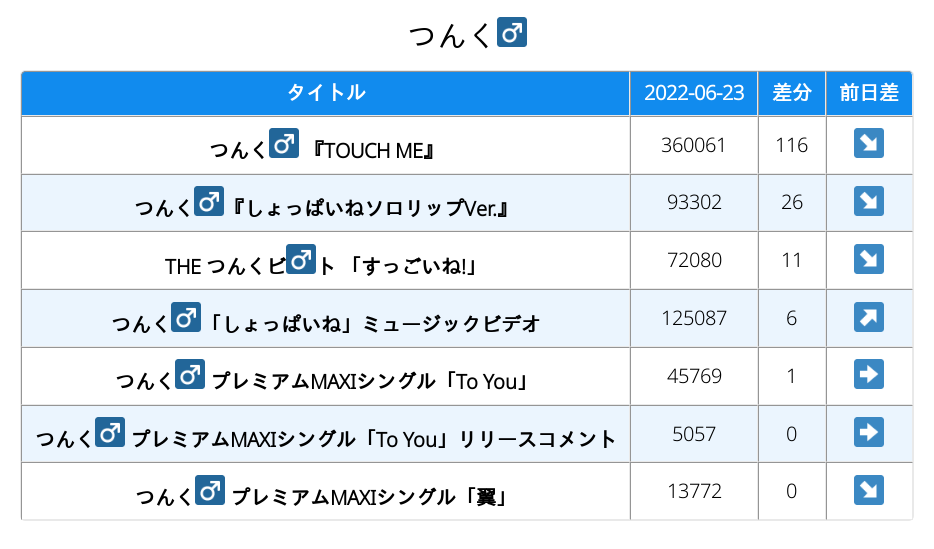 つんく♂
タイトル 2022-06-23 差分 前日差
つんく♂ 『TOUCH ME』 360061 116 ↘
つんく♂『しょっぱいねソロリップVer.』 93302 26 ↘
THE つんくビ♂ト 「すっごいね!」 72080 11 ↘
つんく♂「しょっぱいね」ミュージックビデオ 125087 6 ↗
つんく♂ プレミアムMAXIシングル「To You」 45769 1 ➡
つんく♂ プレミアムMAXIシングル「To You」リリースコメント 5057 0 ➡
つんく♂ プレミアムMAXIシングル「翼」 13772 0 ↘